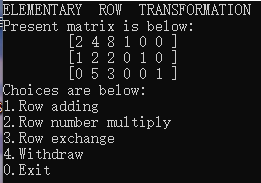 ELEMENTARY ROW TRANSFORMATION
Present matrix is below:
[2 4 8 1 0 0 ]
[1 2 2 0 1 0 ]
[0 5 3 0 0 1 ]
Choices are below:
1.Row adding
2.Row number multiply
3.Row exchange
4.Withdraw
0.Exit